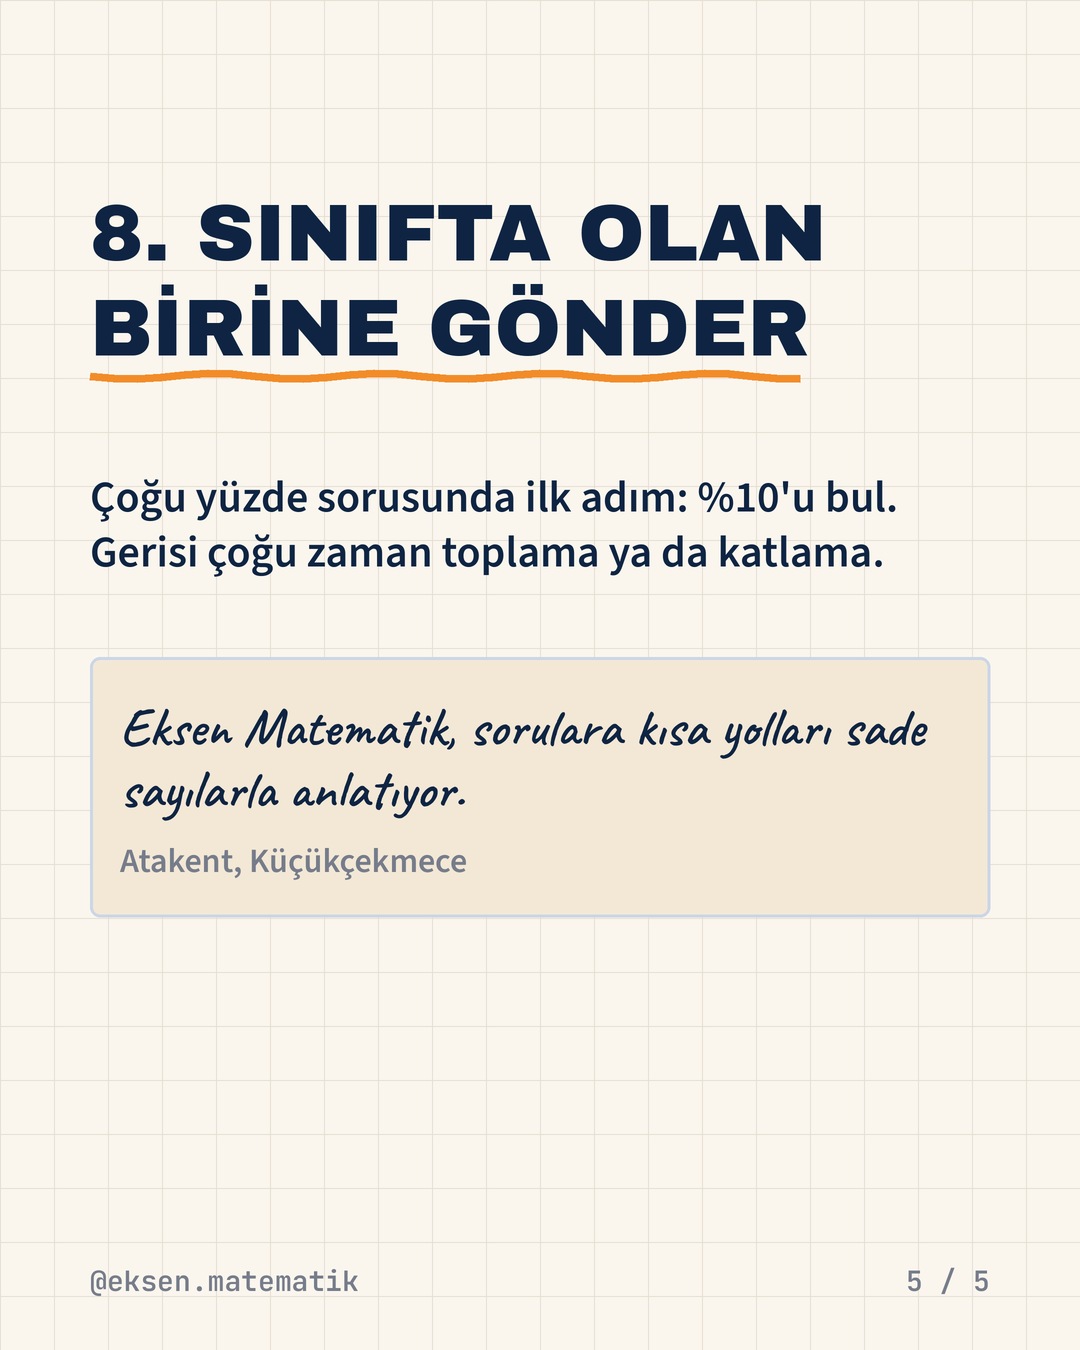 8. SINIFTA OLAN
BİRİNE GÖNDER
Çoğu yüzde sorusunda ilk adım: %10'u bul.
Gerisi çoğu zaman toplama ya da katlama.
Eksen Matematik, sorulara kısa yolları sade
sayılarla anlatıyor.
Atakent, Küçükçekmece
@eksen.matematik
5 / 5